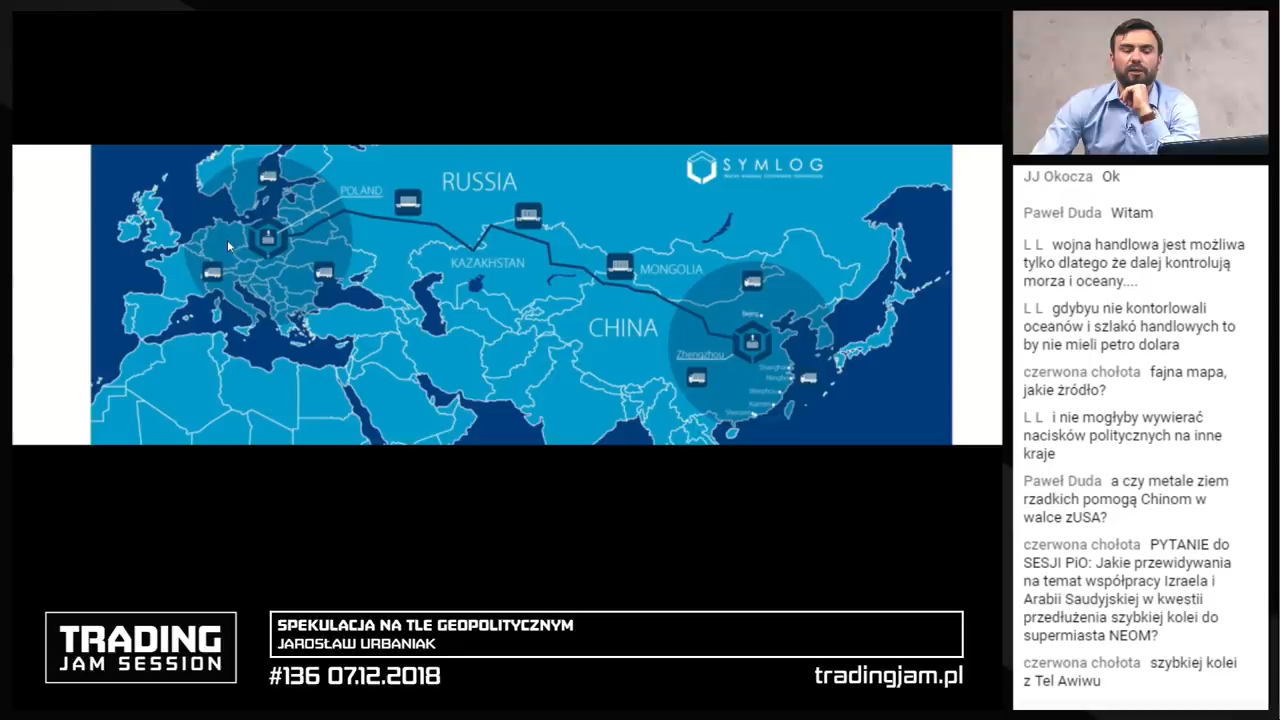 SYMLOG
RUSSIA
POLAND
KAZAKHSTAN
MONGOLIA
CHINA
Beijing
Zhengzhou
Shanghai
Ningbo
JJ Okocza Ok
Paweł Duda Witam
L L wojna handlowa jest możliwa
tylko dlatego że dalej kontrolują
morza i oceany....
L L gdybyu nie kontorlowali
oceanów i szlakó handlowych to
by nie mieli petro dolara
czerwona chołota fajna mapa,
jakie żródło?
L L i nie mogłyby wywierać
nacisków politycznych na inne
kraje
Paweł Duda a czy metale ziem
rzadkich pomogą Chinom w
walce zUSA?
czerwona chołota PYTANIE do
SESJI PiO: Jakie przewidywania
na temat współpracy Izraela i
Arabii Saudyjskiej w kwestii
przedłużenia szybkiej kolei do
supermiasta NEOM?
czerwona chołota szybkiej kolei
z Tel Awiwu
TRADING
JAM SESSION
SPEKULACJA NA TLE GEOPOLITYCZNYM
JAROSŁAW URBANIAK
#136 07.12.2018
tradingjam.pl